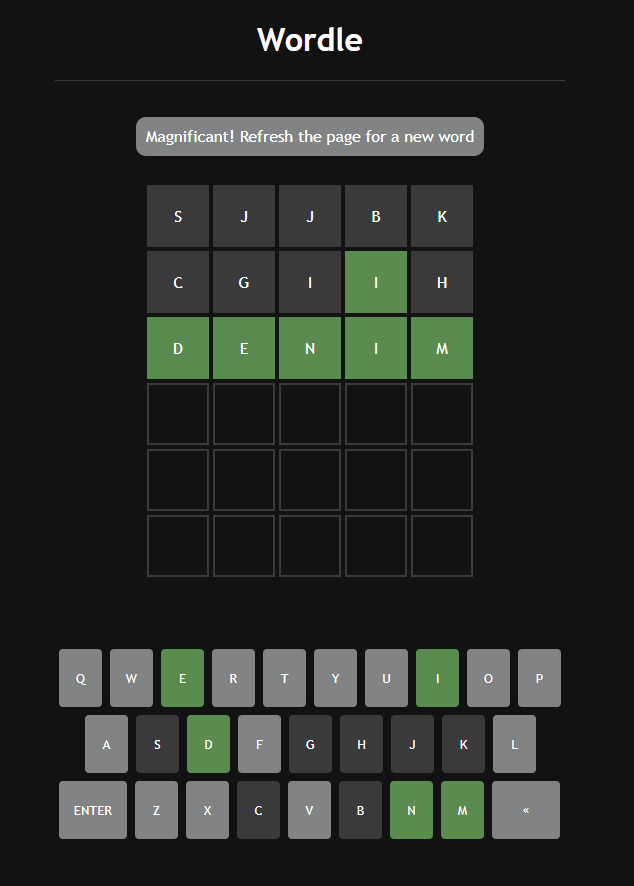 Wordle
Magnificant! Refresh the page for a new word
S J J B K
C G I I H
D E N I M
Q W E R T Y U I O P
A S D F G H J K L
ENTER Z X C V B N M «